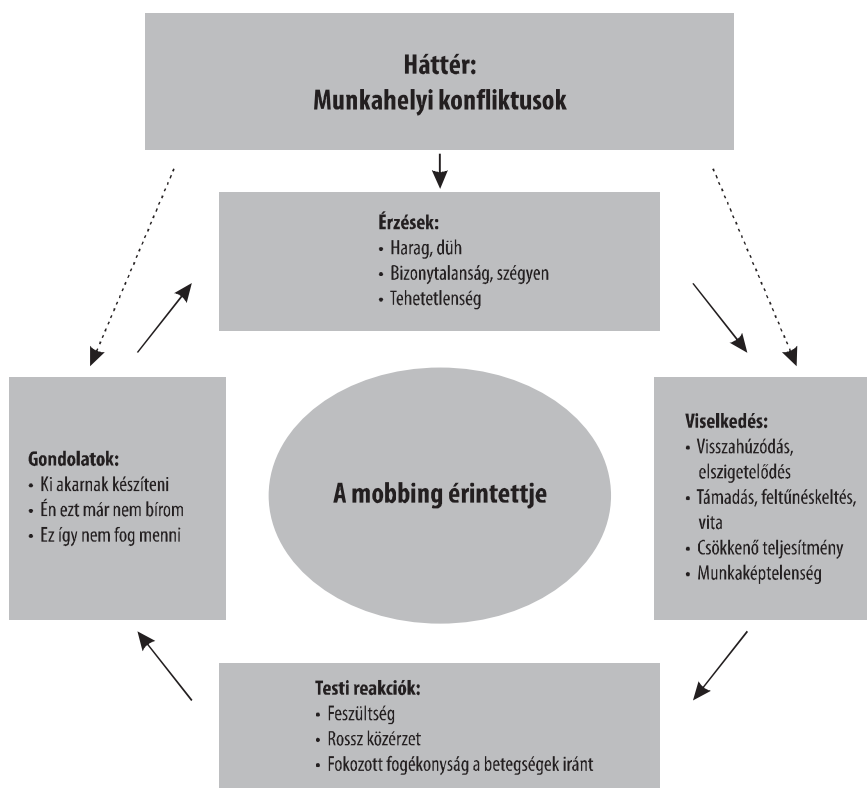 Háttér:
Munkahelyi konfliktusok
Érzések:
• Harag, düh
• Bizonytalanság, szégyen
• Tehetetlenség
Gondolatok:
• Ki akarnak készíteni
• Én ezt már nem bírom
• Ez így nem fog menni
A mobbing érintettje
Viselkedés:
• Visszahúzódás,
elszigetelődés
• Támadás, feltűnéskeltés,
vita
• Csökkenő teljesítmény
• Munkaképtelenség
Testi reakciók:
• Feszültség
• Rossz közérzet
• Fokozott fogékonyság a betegségek iránt